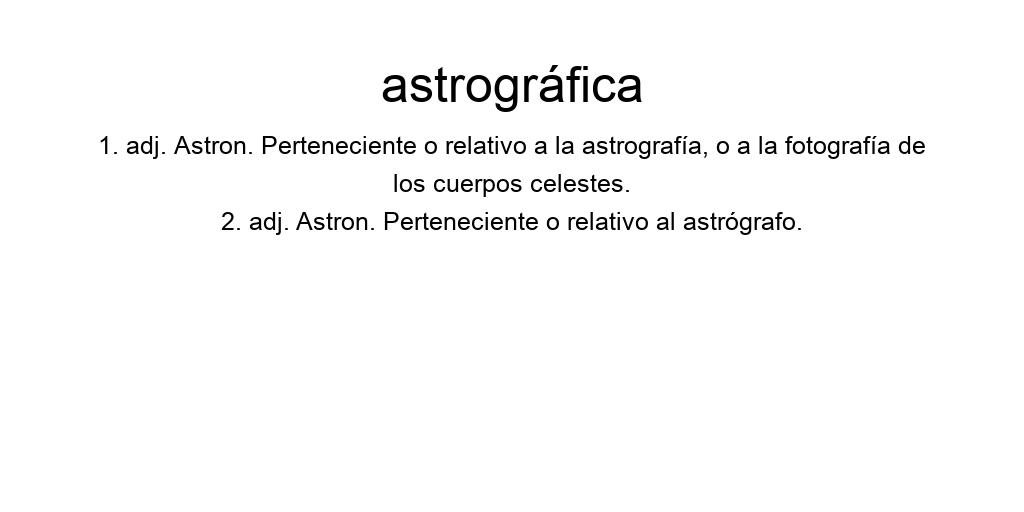 astrográfica
1. adj. Astron. Perteneciente o relativo a la astrografía, o a la fotografía de
los cuerpos celestes.
2. adj. Astron. Perteneciente o relativo al astrógrafo.